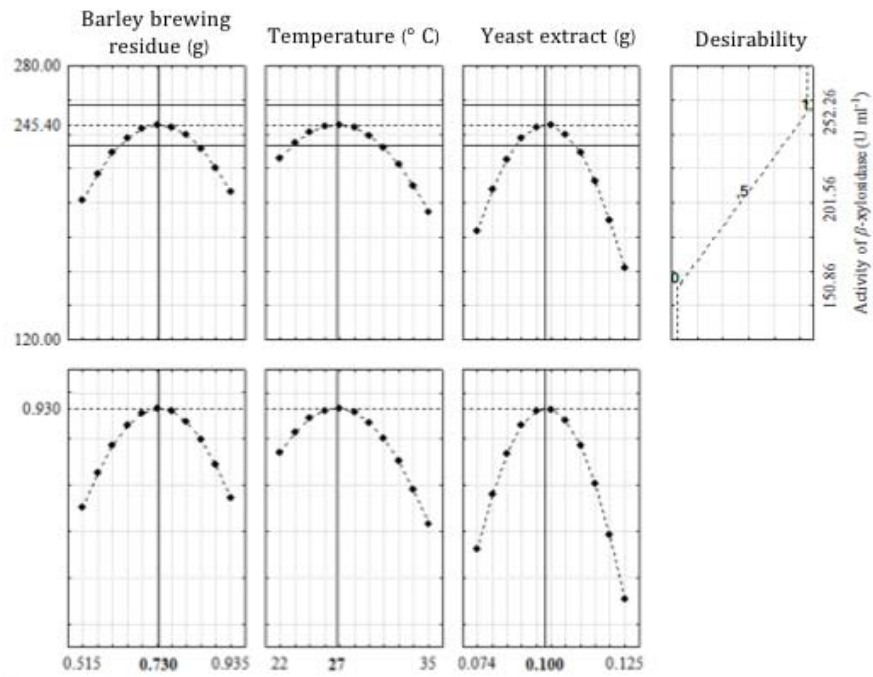 Barley brewing
residue (g)
Temperature (° C)
Yeast extract (g)
Desirability
280.00
245.40
120.00
1.
.5
0.
252.26
201.56
150.86
Activity of β-xylosidase (U ml⁻¹)
0.930
0.515 0.730 0.935
22 27 35
0.074 0.100 0.125